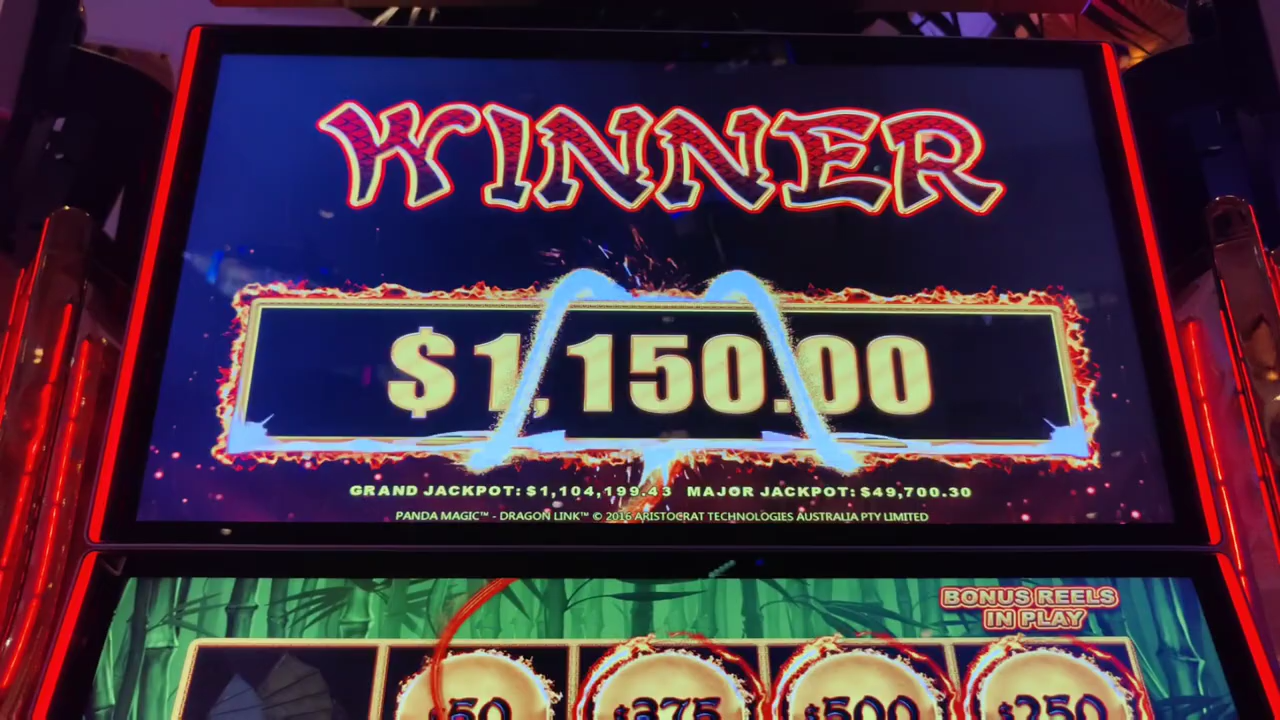 WINNER
$1,150.00
GRAND JACKPOT: $1,104,199.43 MAJOR JACKPOT: $49,700.30
PANDA MAGIC™ - DRAGON LINK™ © 2016 ARISTOCRAT TECHNOLOGIES AUSTRALIA PTY LIMITED
BONUS REELS
IN PLAY
$50 $375 $500 $250